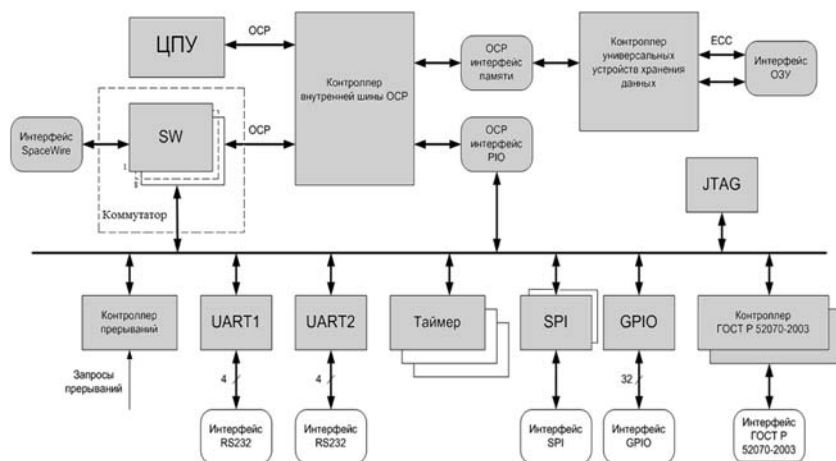 ЦПУ
OCP
Контроллер
внутренней шины OCP
OCP
интерфейс
памяти
Контроллер
универсальных
устройств хранения
данных
ECC
Интерфейс
ОЗУ
Интерфейс
SpaceWire
SW
OCP
OCP
интерфейс
PIO
JTAG
Коммутатор
Контроллер
прерываний
UART1
UART2
Таймер
SPI
GPIO
Контроллер
ГОСТ Р 52070-2003
Запросы
прерываний
4
4
32
Интерфейс
RS232
Интерфейс
RS232
Интерфейс
SPI
Интерфейс
GPIO
Интерфейс
ГОСТ Р
52070-2003